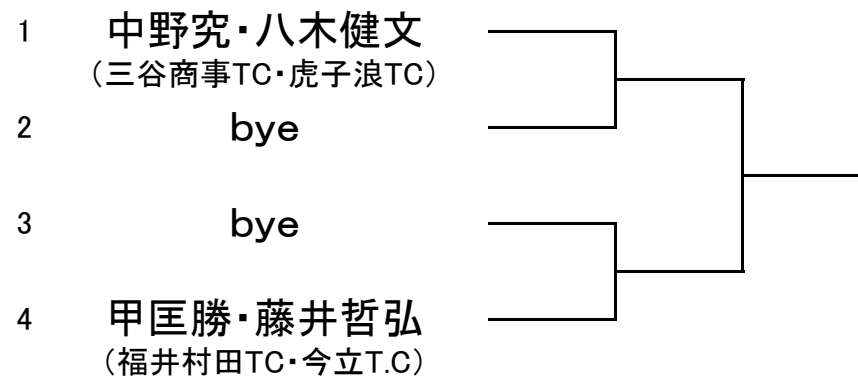 1 中野究・八木健文
（三谷商事TC・虎子浪TC）
2 bye
3 bye
4 甲匡勝・藤井哲弘
（福井村田TC・今立T.C）